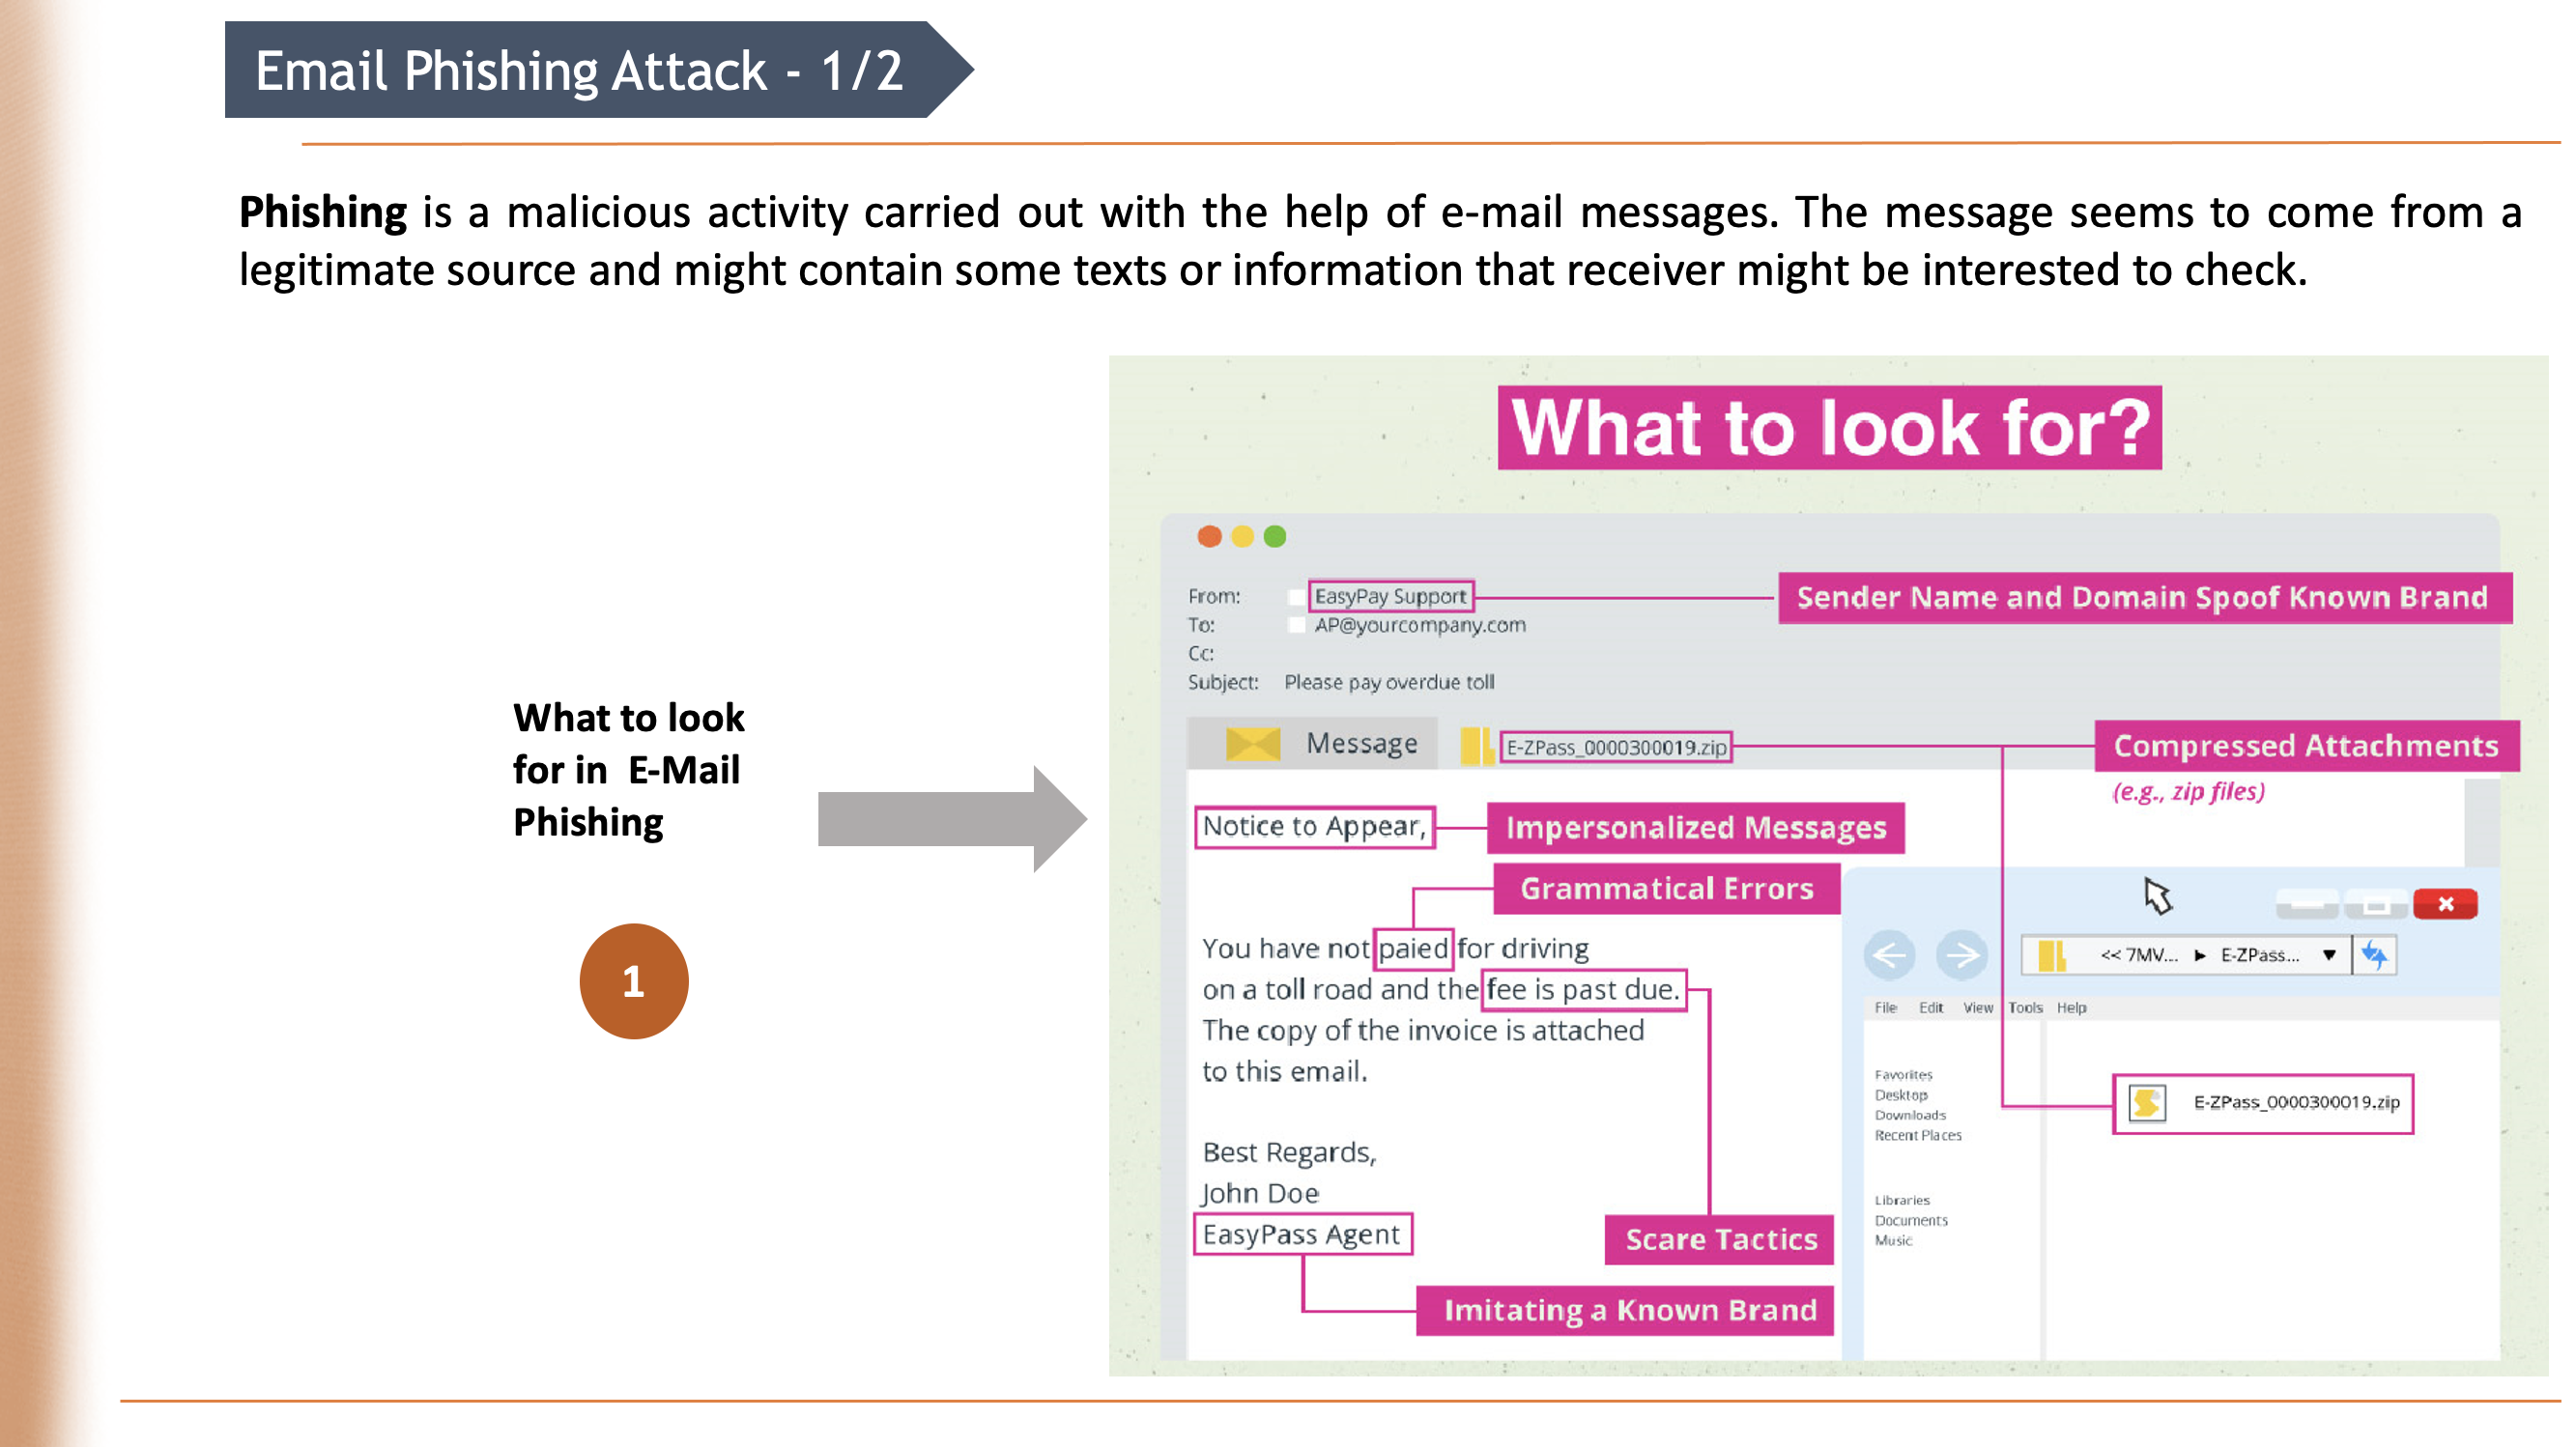 Email Phishing Attack - 1/2
Phishing is a malicious activity carried out with the help of e-mail messages. The message seems to come from a
legitimate source and might contain some texts or information that receiver might be interested to check.
What to look
for in E-Mail
Phishing
1
What to look for?
From: EasyPay Support
Sender Name and Domain Spoof Known Brand
To: AP@yourcompany.com
Cc:
Subject: Please pay overdue toll
Message
E-ZPass_0000300019.zip
Compressed Attachments
(e.g., zip files)
Notice to Appear,
Impersonalized Messages
Grammatical Errors
You have not paied for driving
on a toll road and the fee is past due.
The copy of the invoice is attached
to this email.
Best Regards,
John Doe
EasyPass Agent
Scare Tactics
Imitating a Known Brand
<< 7MV... ► E-ZPass... ▼
File Edit View Tools Help
Favorites
Desktop
Downloads
Recent Places
Libraries
Documents
Music
E-ZPass_0000300019.zip